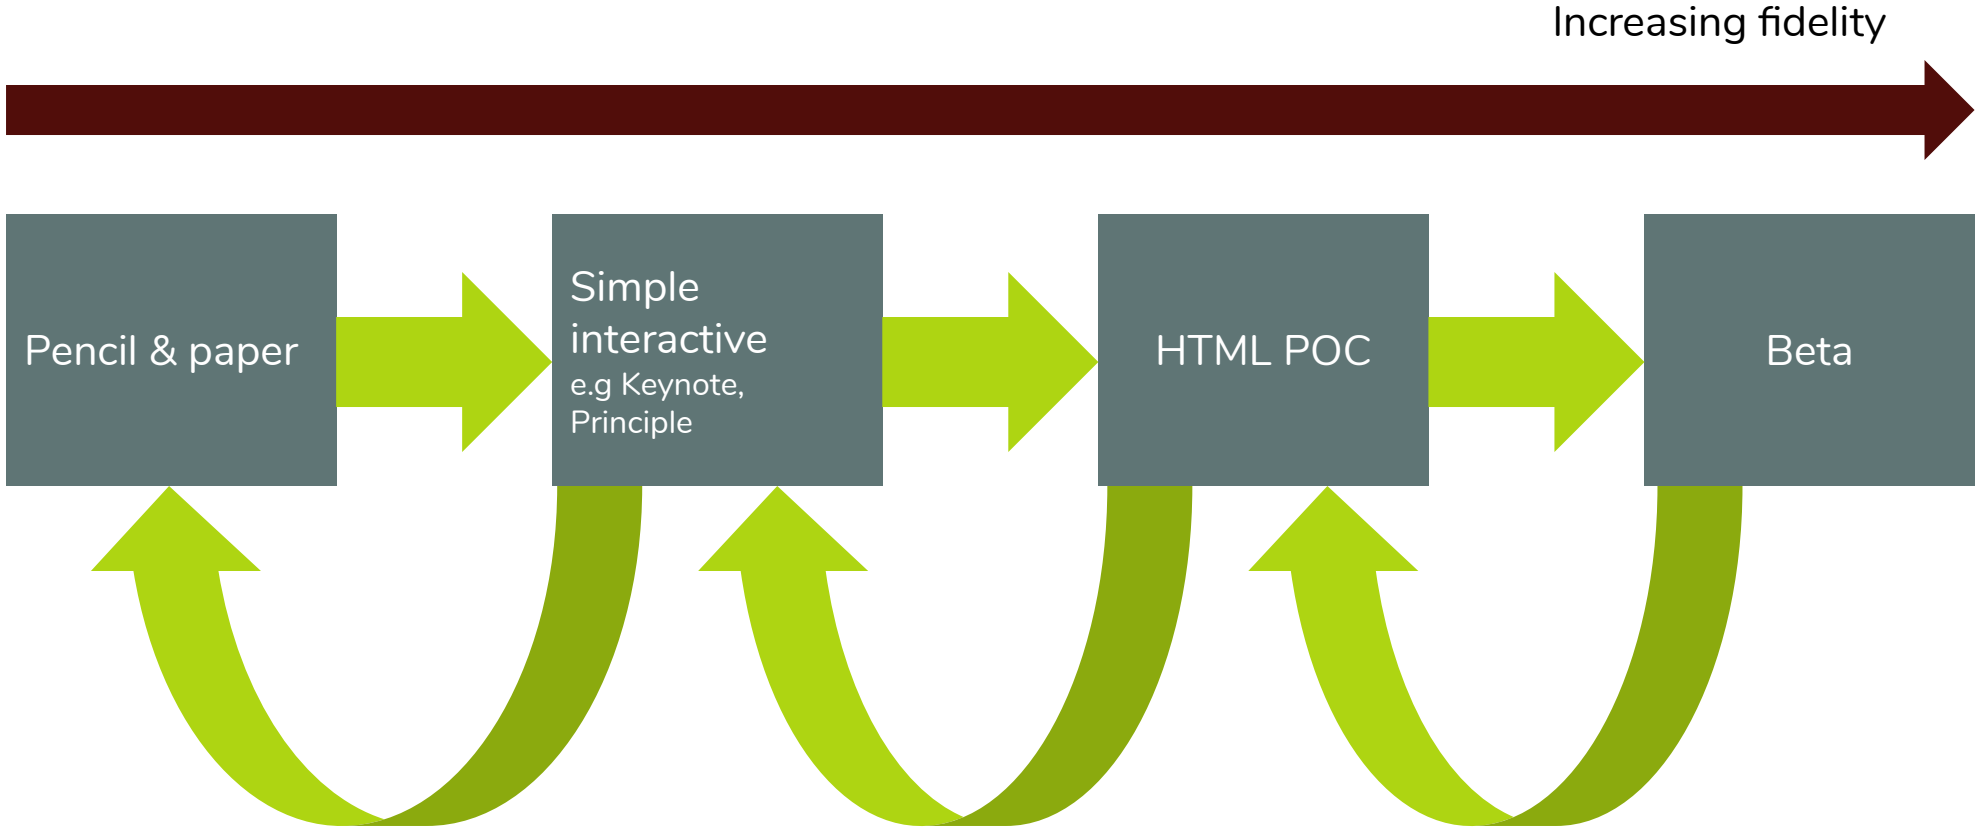 Increasing fidelity
Pencil & paper
Simple
interactive
e.g Keynote,
Principle
HTML POC
Beta